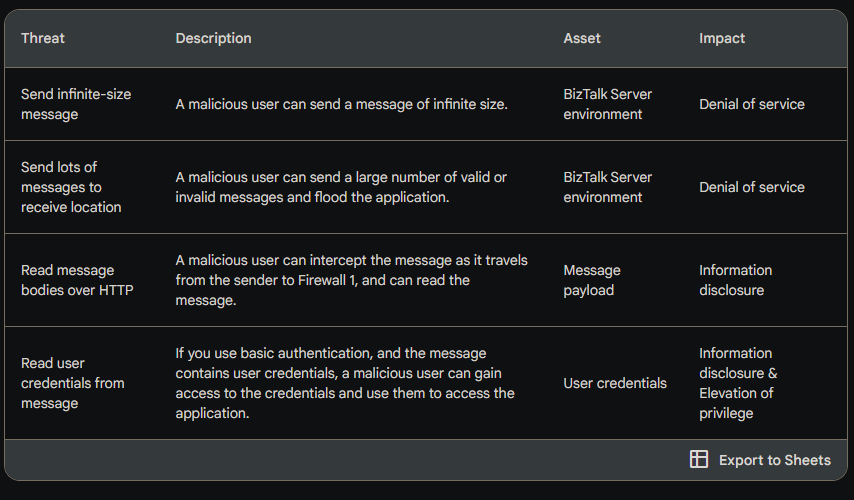 Threat Description Asset Impact
Send infinite-size
message
A malicious user can send a message of infinite size.
BizTalk Server
environment
Denial of service
Send lots of
messages to
receive location
A malicious user can send a large number of valid or
invalid messages and flood the application.
BizTalk Server
environment
Denial of service
Read message
bodies over HTTP
A malicious user can intercept the message as it travels
from the sender to Firewall 1, and can read the
message.
Message
payload
Information
disclosure
Read user
credentials from
message
If you use basic authentication, and the message
contains user credentials, a malicious user can gain
access to the credentials and use them to access the
application.
User credentials
Information
disclosure &
Elevation of
privilege
Export to Sheets